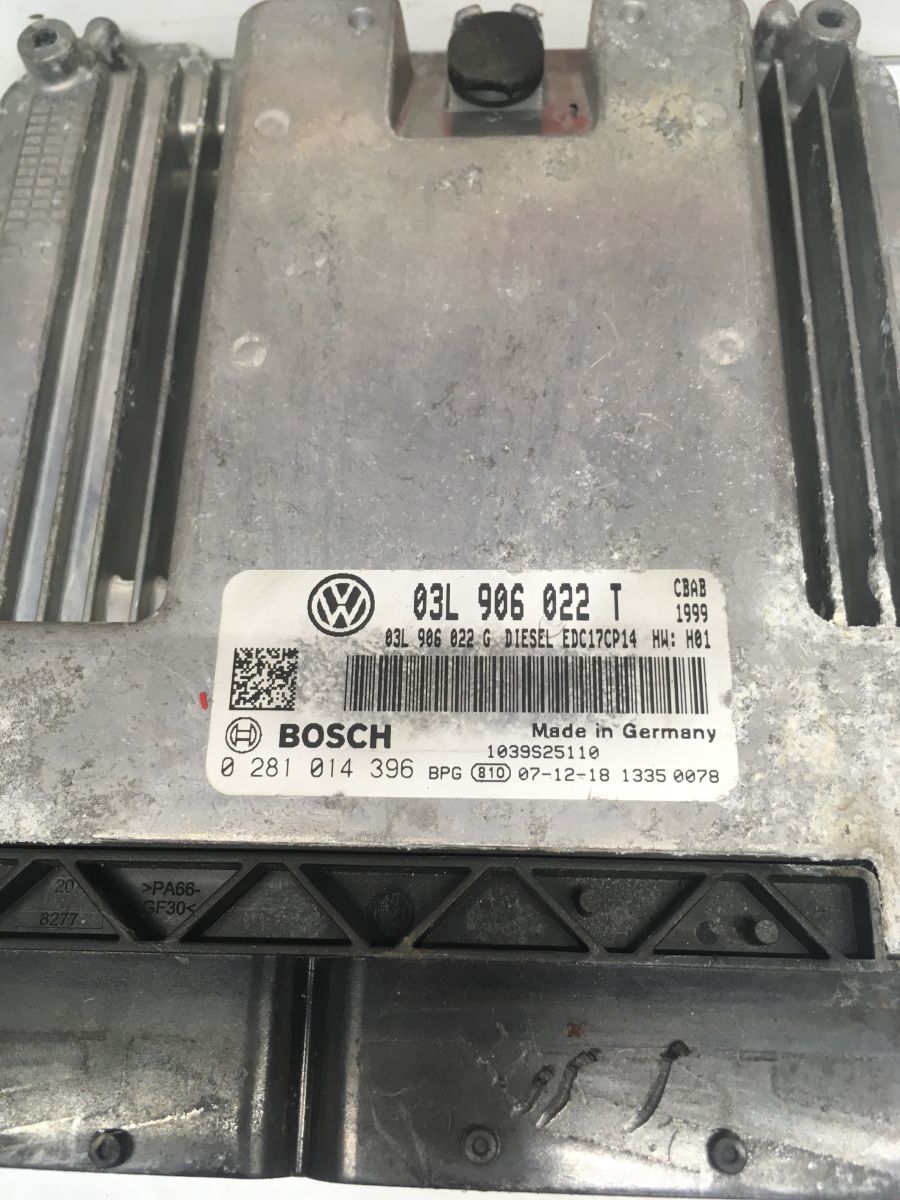 03L 906 022 T CBAB
1999
03L 906 022 G DIESEL EDC17CP14 HW: H01
BOSCH
Made in Germany
1039S25110
0 281 014 396 BPG 810 07-12-18 1335 0078
20
8277
>PA66-
GF30<